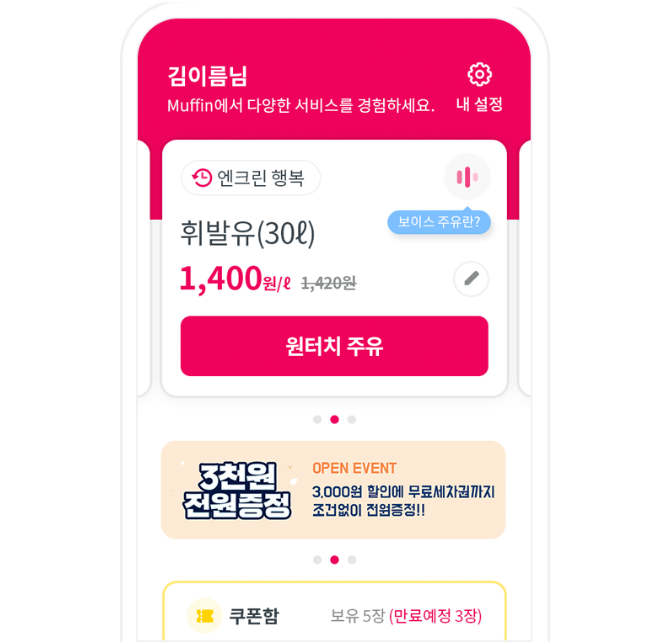 김이름님
Muffin에서 다양한 서비스를 경험하세요.
내 설정
엔크린 행복
보이스 주유란?
휘발유(30ℓ)
1,400원/ℓ 1,420원
원터치 주유
3천원
전원증정
OPEN EVENT
3,000원 할인에 무료세차권까지
조건없이 전원증정!!
쿠폰함
보유 5장 (만료예정 3장)